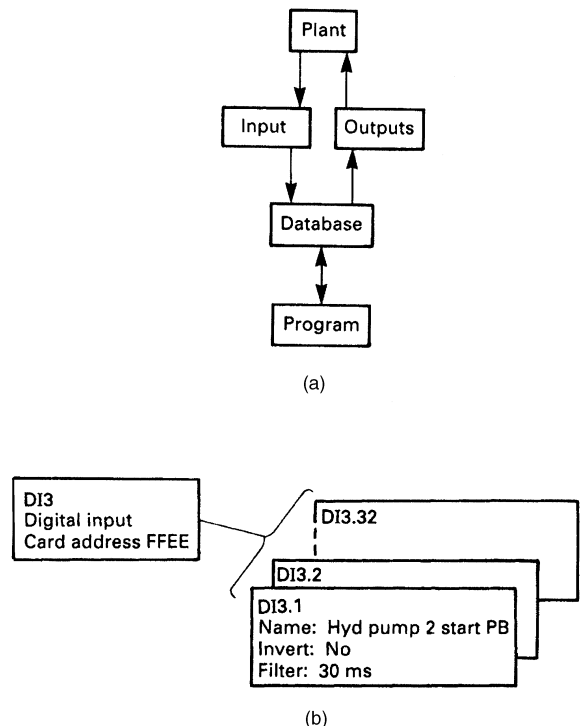 Plant
Input
Outputs
Database
Program
(a)
DI3
Digital input
Card address FFEE
DI3.32
DI3.2
DI3.1
Name: Hyd pump 2 start PB
Invert: No
Filter: 30 ms
(b)